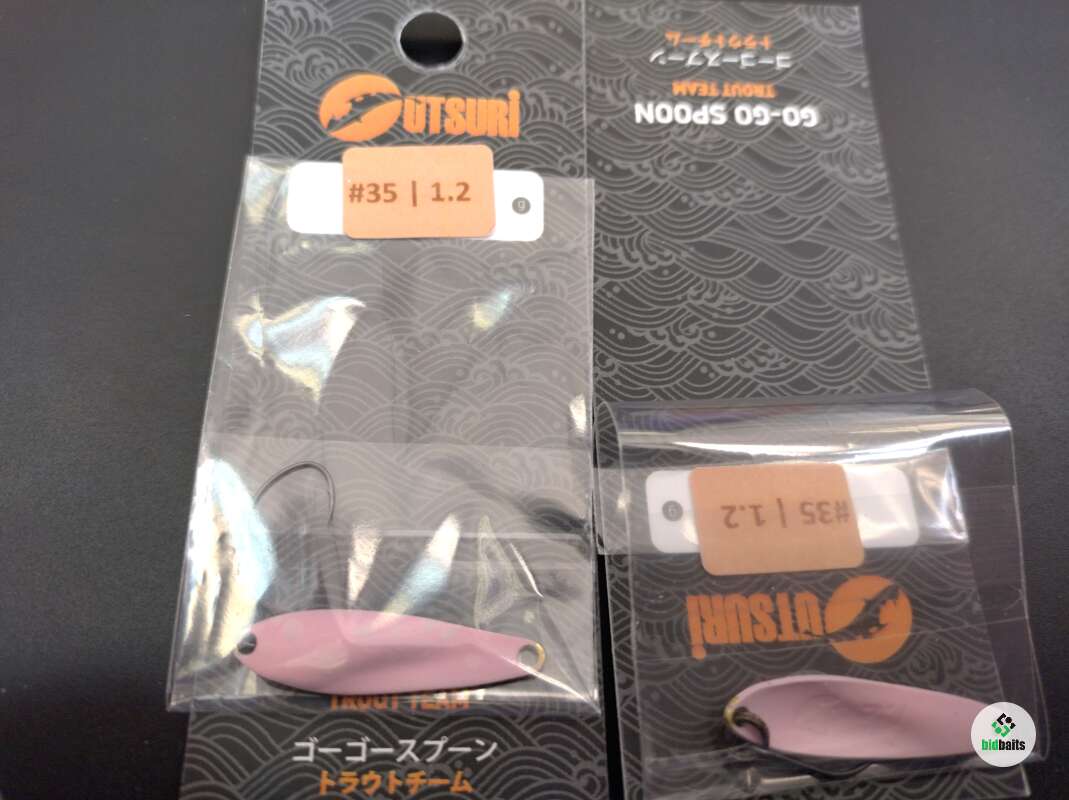 UTSURi
#35 | 1.2
g
TROUT TEAM
ゴーゴースプーン
トラウトチーム
トラウトチーム
ゴーゴースプーン
TROUT TEAM
GO-GO SPOON
#35 | 1.2
g
UTSURi
bidbaits